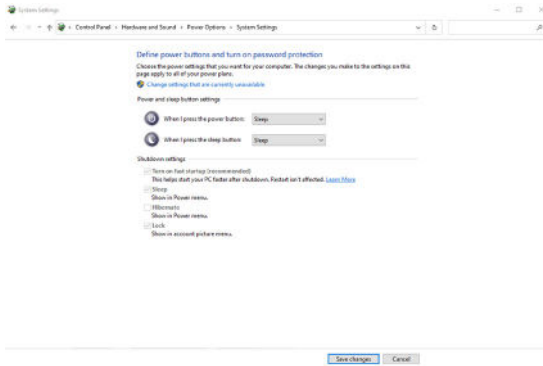 System Settings
Control Panel › Hardware and Sound › Power Options › System Settings
Define power buttons and turn on password protection
Choose the power settings that you want for your computer. The changes you make to the settings on this
page apply to all of your power plans.
Change settings that are currently unavailable
Power and sleep button settings
When I press the power button: Sleep
When I press the sleep button: Sleep
Shutdown settings
Turn on fast startup (recommended)
This helps start your PC faster after shutdown. Restart isn't affected. Learn More
Sleep
Show in Power menu.
Hibernate
Show in Power menu.
Lock
Show in account picture menu.
Save changes Cancel